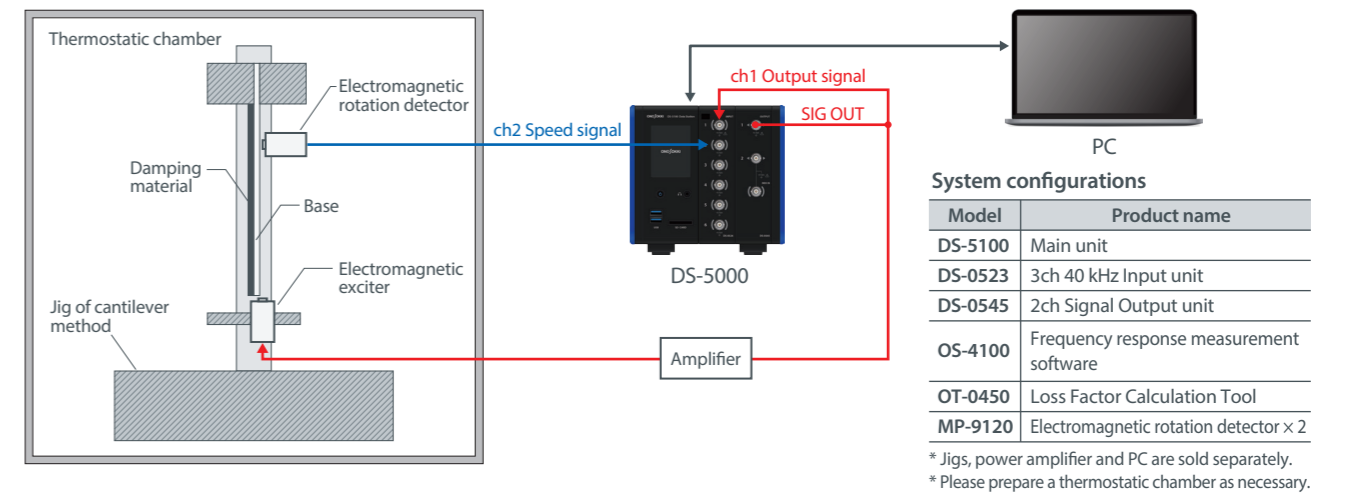 Thermostatic chamber
Electromagnetic
rotation detector
Damping
material
Base
Electromagnetic
exciter
Jig of cantilever
method
ch2 Speed signal
ch1 Output signal
SIG OUT
DS-5000
Amplifier
PC
System configurations
Model Product name
DS-5100 Main unit
DS-0523 3ch 40 kHz Input unit
DS-0545 2ch Signal Output unit
OS-4100 Frequency response measurement
software
OT-0450 Loss Factor Calculation Tool
MP-9120 Electromagnetic rotation detector × 2
* Jigs, power amplifier and PC are sold separately.
* Please prepare a thermostatic chamber as necessary.